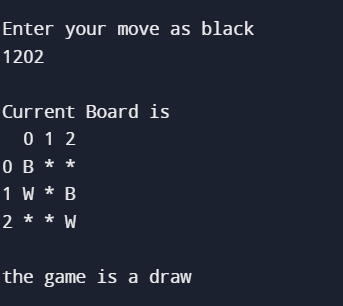 Enter your move as black
1202
Current Board is
  0 1 2
0 B * *
1 W * B
2 * * W
the game is a draw